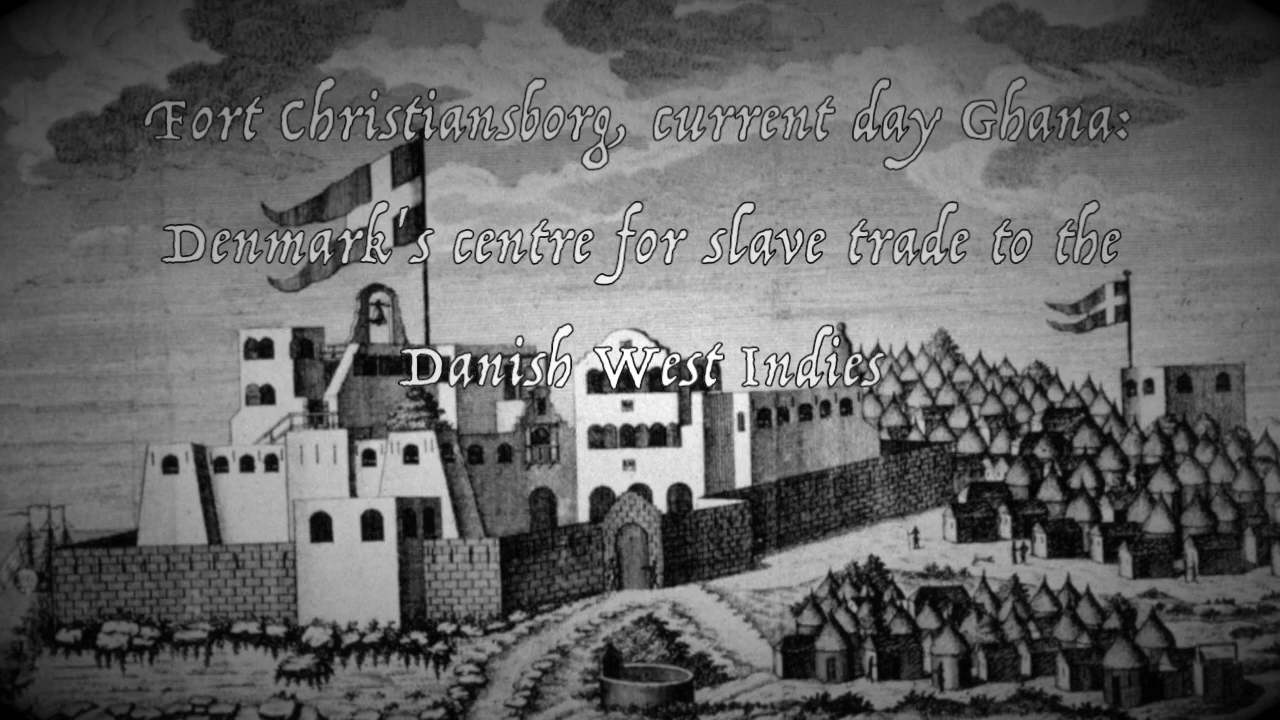 Fort Christiansborg, current day Ghana:
Denmark's centre for slave trade to the
Danish West Indies